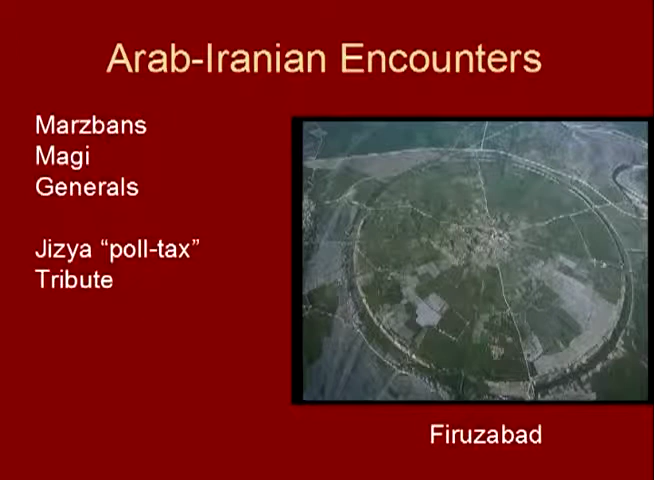 Arab-Iranian Encounters
Marzbans
Magi
Generals
Jizya “poll-tax”
Tribute
Firuzabad